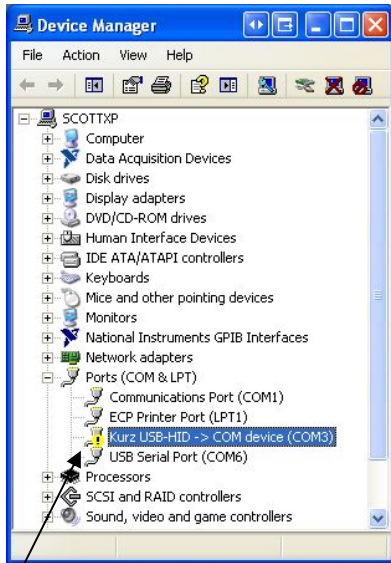 Device Manager
File Action View Help
SCOTTXP
Computer
Data Acquisition Devices
Disk drives
Display adapters
DVD/CD-ROM drives
Human Interface Devices
IDE ATA/ATAPI controllers
Keyboards
Mice and other pointing devices
Monitors
National Instruments GPIB Interfaces
Network adapters
Ports (COM & LPT)
Communications Port (COM1)
ECP Printer Port (LPT1)
Kurz USB-HID -> COM device (COM3)
USB Serial Port (COM6)
Processors
SCSI and RAID controllers
Sound, video and game controllers